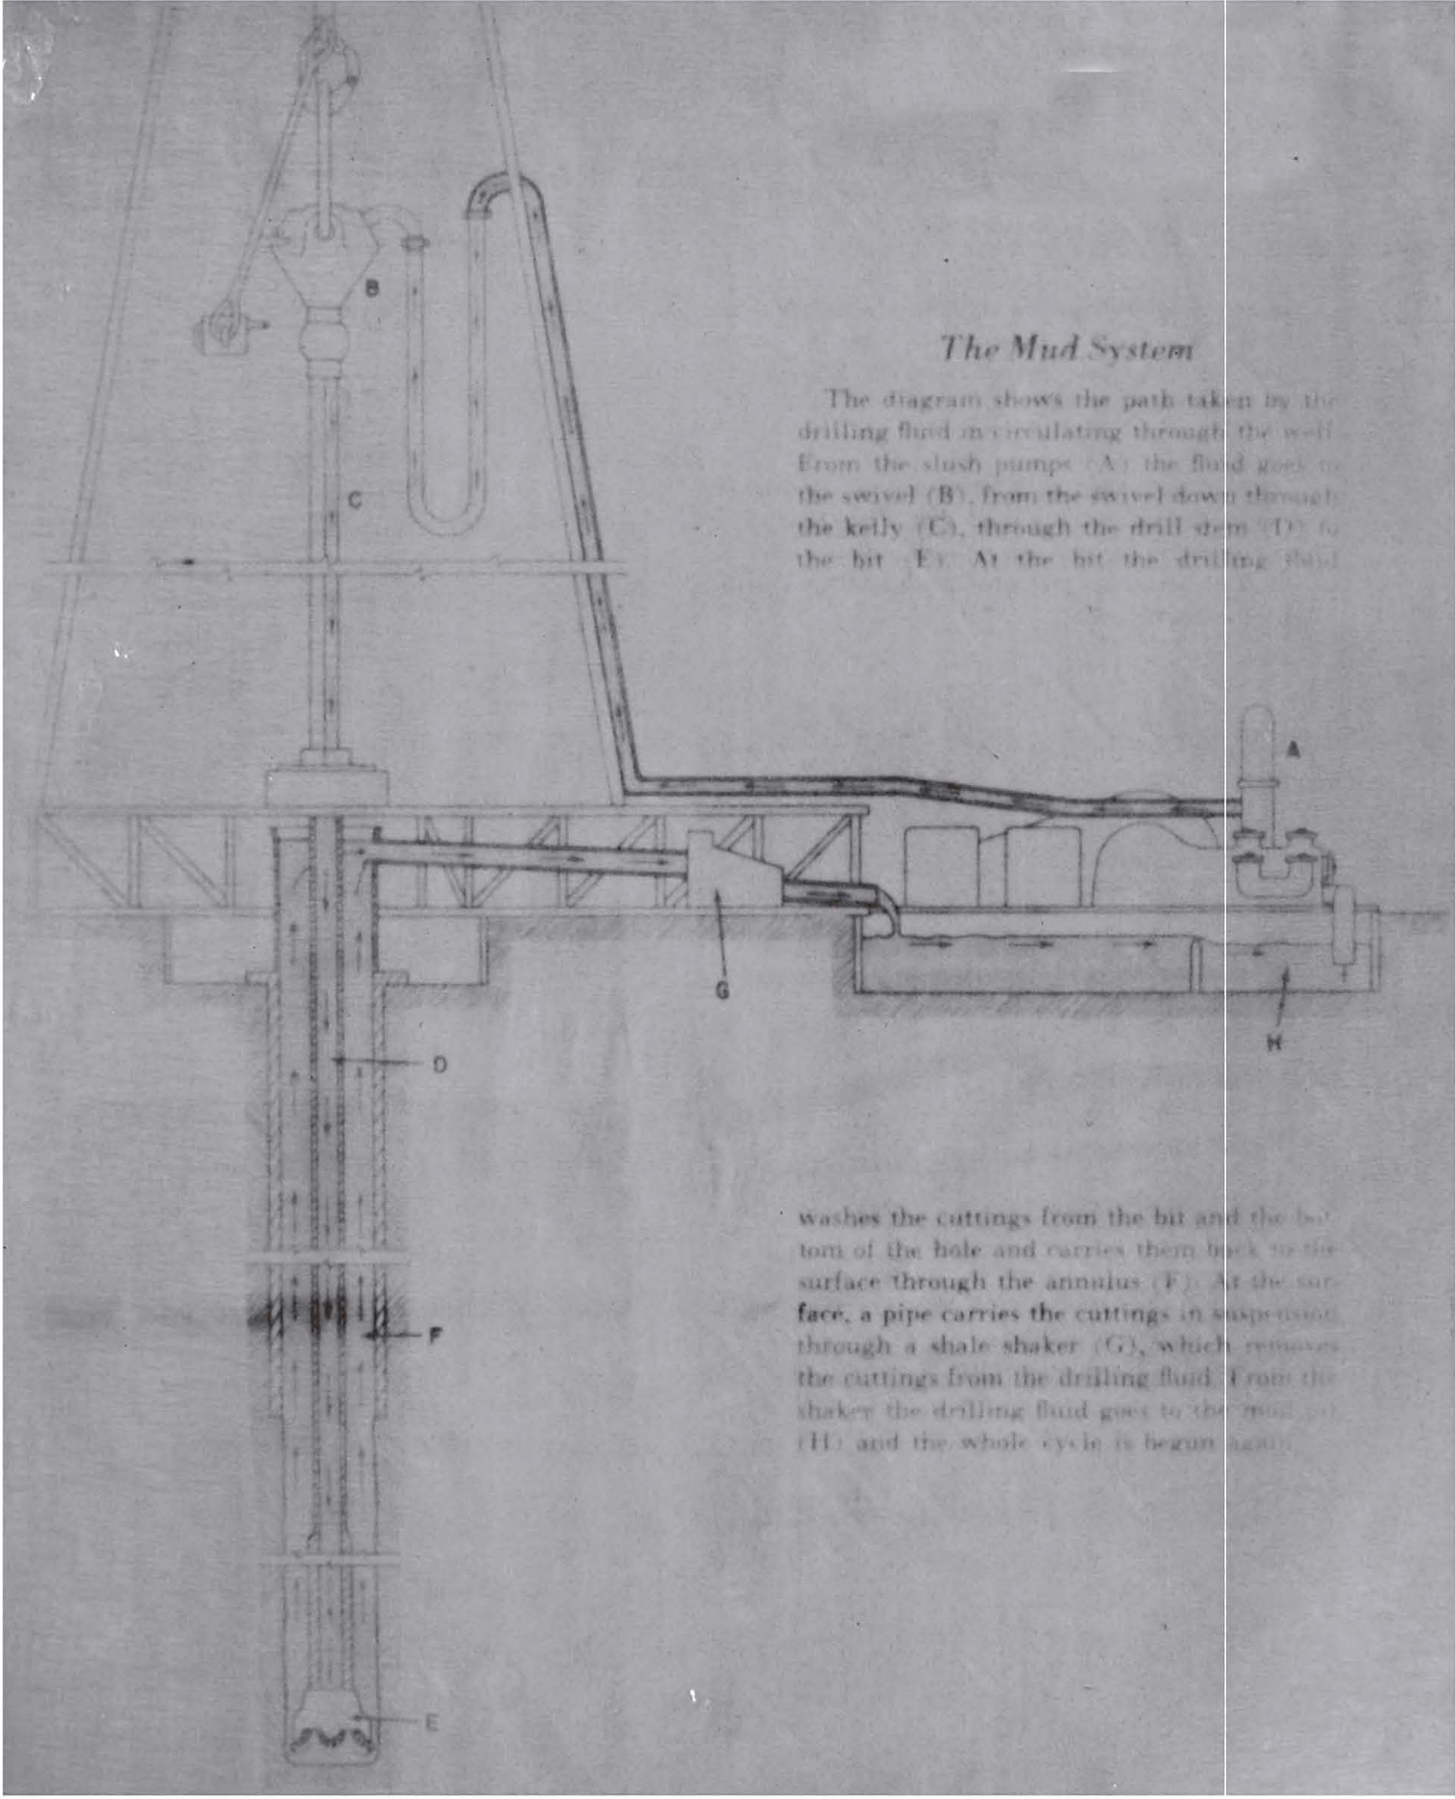 The Mud System
The diagram shows the path taken by the
drilling fluid in circulating through the well.
From the slush pumps (A) the fluid goes to
the swivel (B), from the swivel down through
the kelly (C), through the drill stem (D) to
the bit (E). At the bit the drilling fluid
washes the cuttings from the bit and the bot-
tom of the hole and carries them back to the
surface through the annulus (F). At the sur-
face, a pipe carries the cuttings in suspension
through a shale shaker (G), which removes
the cuttings from the drilling fluid. From the
shaker the drilling fluid goes to the mud pit
(H) and the whole cycle is begun again.
B
C
A
G
H
D
F
E